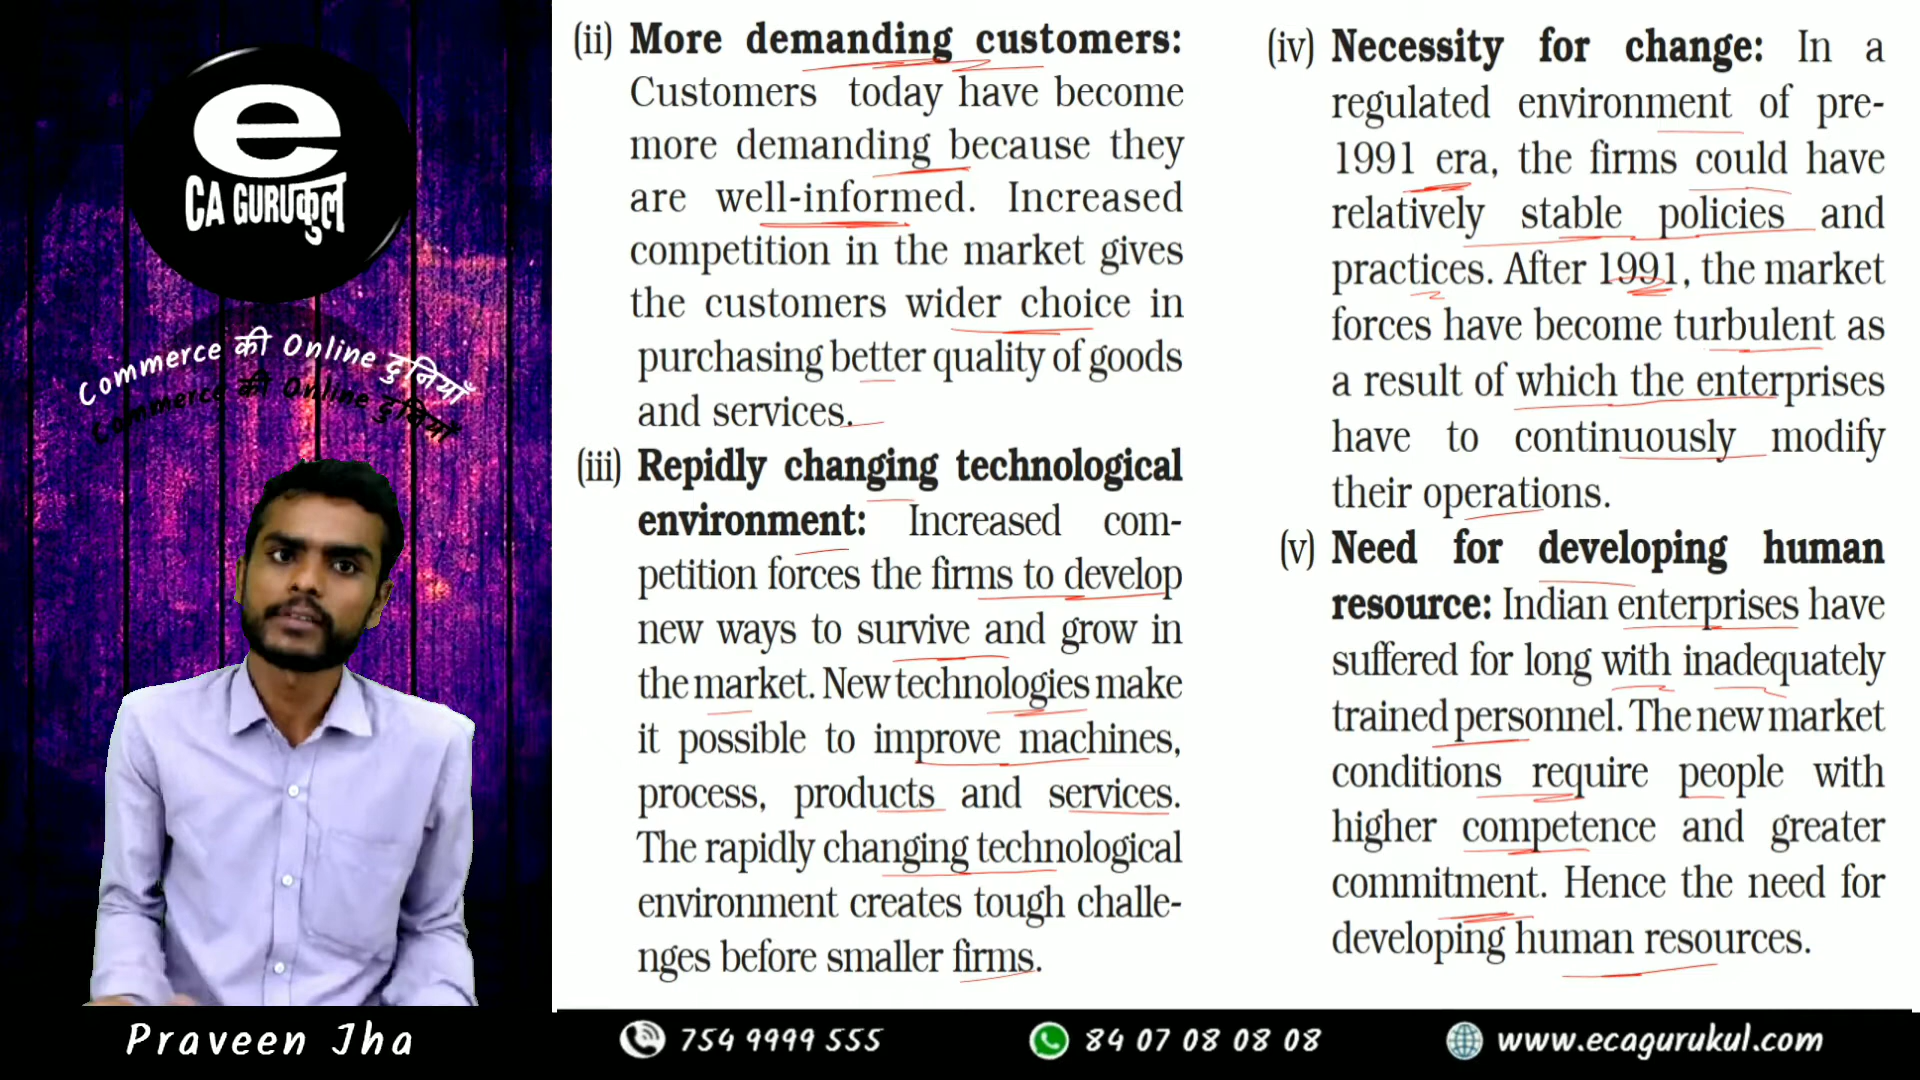 e
CA GURUकुल
Commerce की Online दुनियाँ
Commerce की Online दुनियाँ
Praveen Jha
(ii) More demanding customers:
Customers today have become
more demanding because they
are well-informed. Increased
competition in the market gives
the customers wider choice in
purchasing better quality of goods
and services.
(iii) Repidly changing technological
environment: Increased com-
petition forces the firms to develop
new ways to survive and grow in
the market. New technologies make
it possible to improve machines,
process, products and services.
The rapidly changing technological
environment creates tough challe-
nges before smaller firms.
(iv) Necessity for change: In a
regulated environment of pre-
1991 era, the firms could have
relatively stable policies and
practices. After 1991, the market
forces have become turbulent as
a result of which the enterprises
have to continuously modify
their operations.
(v) Need for developing human
resource: Indian enterprises have
suffered for long with inadequately
trained personnel. The new market
conditions require people with
higher competence and greater
commitment. Hence the need for
developing human resources.
754 9999 555
84 07 08 08 08
www.ecagurukul.com